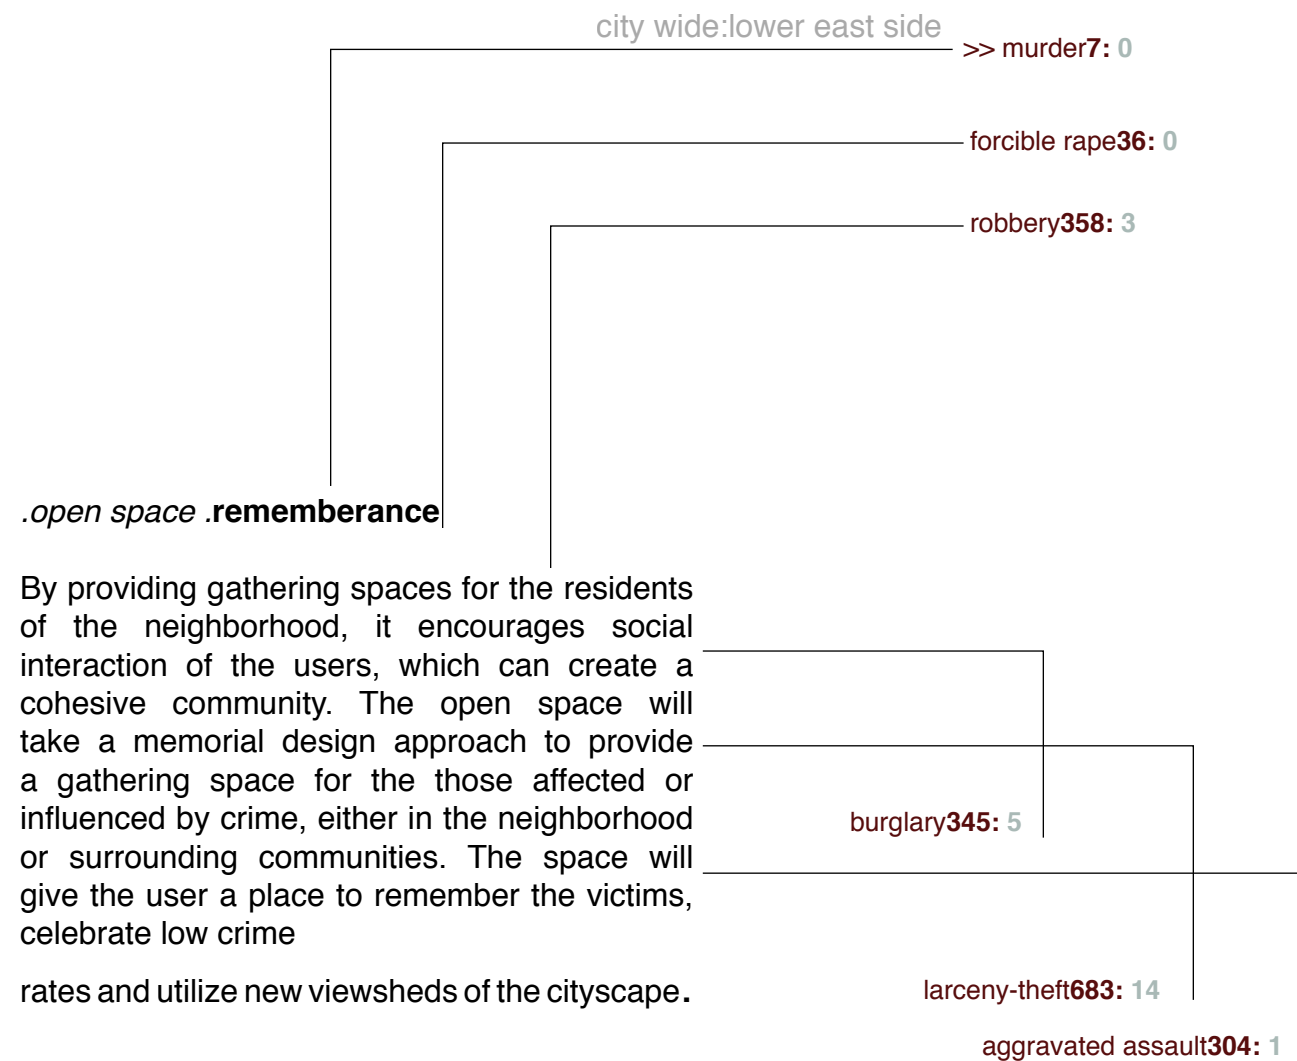 city wide:lower east side
>> murder7: 0
forcible rape36: 0
robbery358: 3
.open space .rememberance
By providing gathering spaces for the residents
of the neighborhood, it encourages social
interaction of the users, which can create a
cohesive community. The open space will
take a memorial design approach to provide
a gathering space for the those affected or
influenced by crime, either in the neighborhood
or surrounding communities. The space will
give the user a place to remember the victims,
celebrate low crime
rates and utilize new viewsheds of the cityscape.
burglary345: 5
larceny-theft683: 14
aggravated assault304: 1